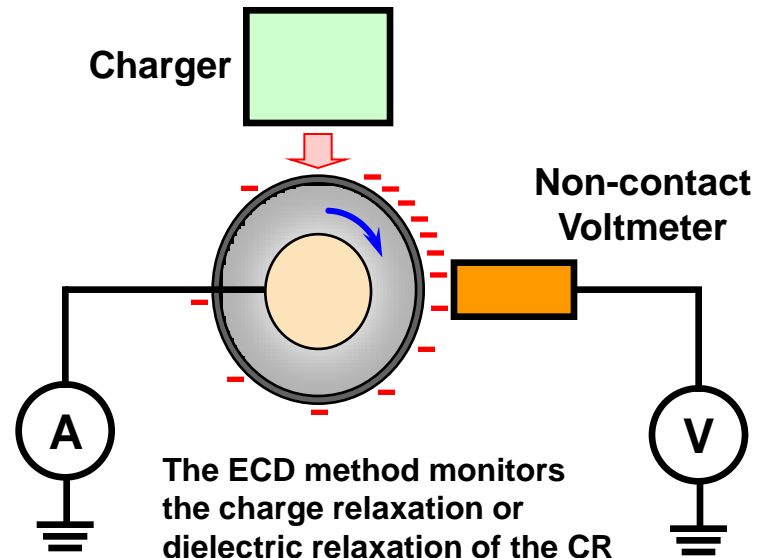 Charger
Non-contact
Voltmeter
A
V
The ECD method monitors
the charge relaxation or
dielectric relaxation of the CR